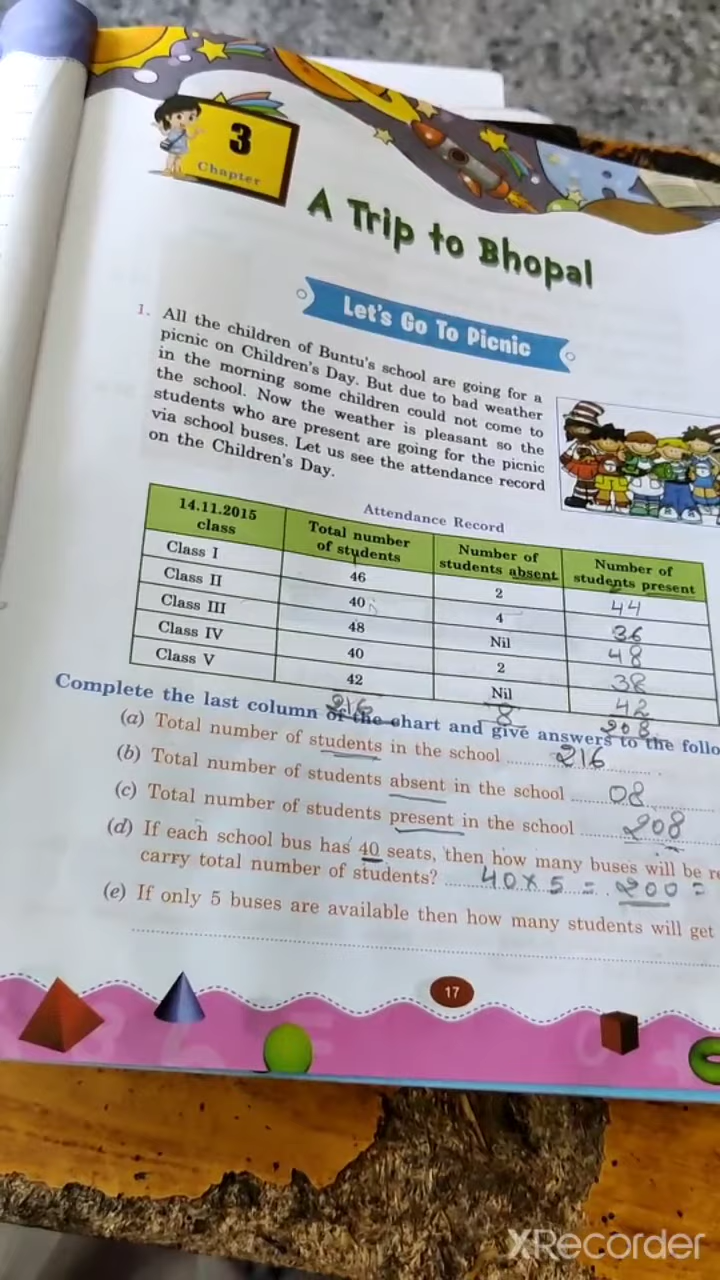 3
Chapter
A Trip to Bhopal
Let's Go To Picnic
1. All the children of Buntu's school are going for a
picnic on Children's Day. But due to bad weather
in the morning some children could not come to
the school. Now the weather is pleasant so the
students who are present are going for the picnic
via school buses. Let us see the attendance record
on the Children's Day.
Attendance Record
14.11.2015 class Total number of students Number of students absent Number of students present
Class I 46 2 44
Class II 40 4 36
Class III 48 Nil 48
Class IV 40 2 38
Class V 42 Nil 42
216 8 208
Complete the last column of the chart and give answers to the
(a) Total number of students in the school 216
(b) Total number of students absent in the school 08
(c) Total number of students present in the school 208
(d) If each school bus has 40 seats, then how many buses will be
carry total number of students? 40 x 5 = 200 =
(e) If only 5 buses are available then how many students will get
17
XRecorder